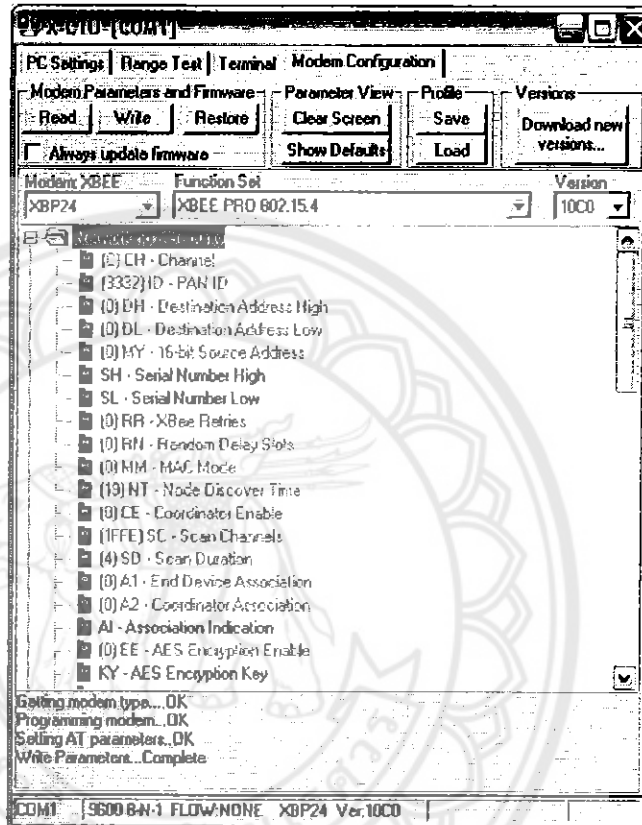 X-CTU - [COM1]
PC Settings | Range Test | Terminal | Modem Configuration
Modem Parameters and Firmware Parameter View Profile Versions
Read Write Restore Clear Screen Save Download new versions...
Always update firmware Show Defaults Load
Modem: XBEE Function Set Version
XBP24 XBEE PRO 802.15.4 10C0
Networking & Security
(C) CH - Channel
(3332) ID - PAN ID
(0) DH - Destination Address High
(0) DL - Destination Address Low
(0) MY - 16-bit Source Address
SH - Serial Number High
SL - Serial Number Low
(0) RR - XBee Retries
(0) RN - Random Delay Slots
(0) MM - MAC Mode
(19) NT - Node Discover Time
(0) CE - Coordinator Enable
(1FFE) SC - Scan Channels
(4) SD - Scan Duration
(0) A1 - End Device Association
(0) A2 - Coordinator Association
AI - Association Indication
(0) EE - AES Encryption Enable
KY - AES Encryption Key
Getting modem type....OK
Programming modem..OK
Setting AT parameters..OK
Write Parameters...Complete
COM1 9600 8-N-1 FLOW:NONE XBP24 Ver:10C0